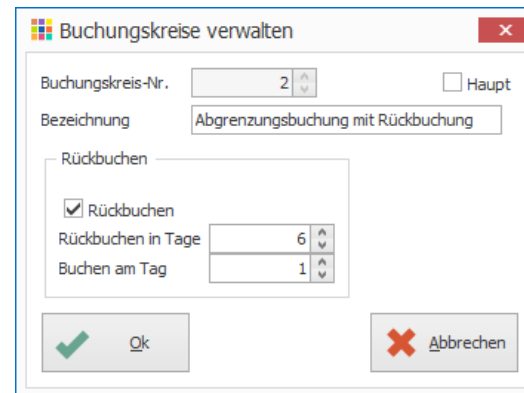 Buchungskreise verwalten
Buchungskreis-Nr. 2 Haupt
Bezeichnung Abgrenzungsbuchung mit Rückbuchung
Rückbuchen
Rückbuchen
Rückbuchen in Tage 6
Buchen am Tag 1
Ok Abbrechen